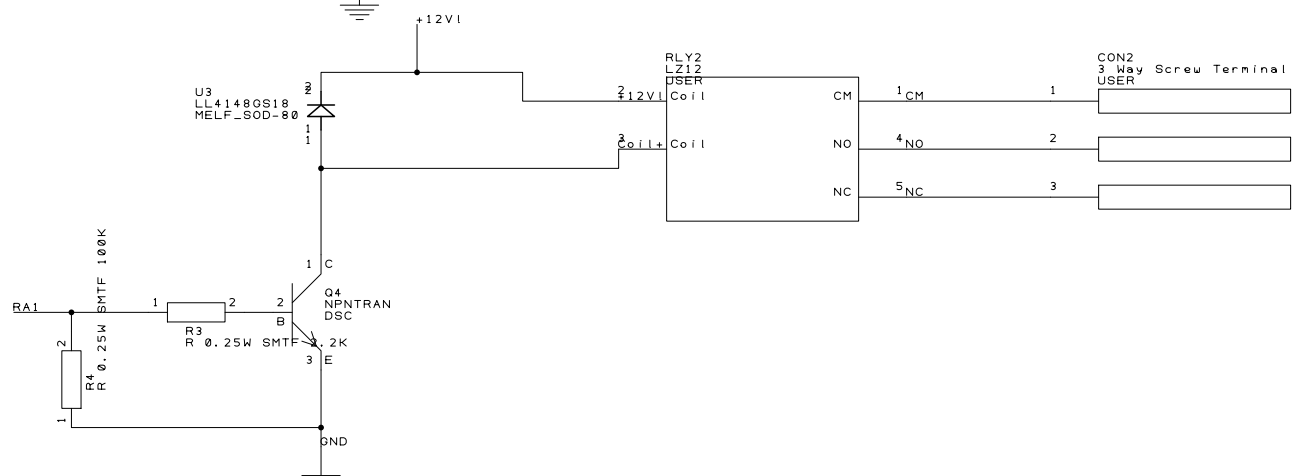 +12Vl
RLY2
LZ12
USER
CON2
3 Way Screw Terminal
USER
U3
LL4148GS18
MELF_SOD-80
2
2
1
1
2
+12Vl
Coil
CM
1
CM
1
3
Coil+
Coil
NO
4
NO
2
NC
5
NC
3
1
C
Q4
NPNTRAN
DSC
2
B
3
E
RA1
1
2
R3
R 0.25W SMTF 2.2K
R4
R 0.25W SMTF 100K
2
1
GND